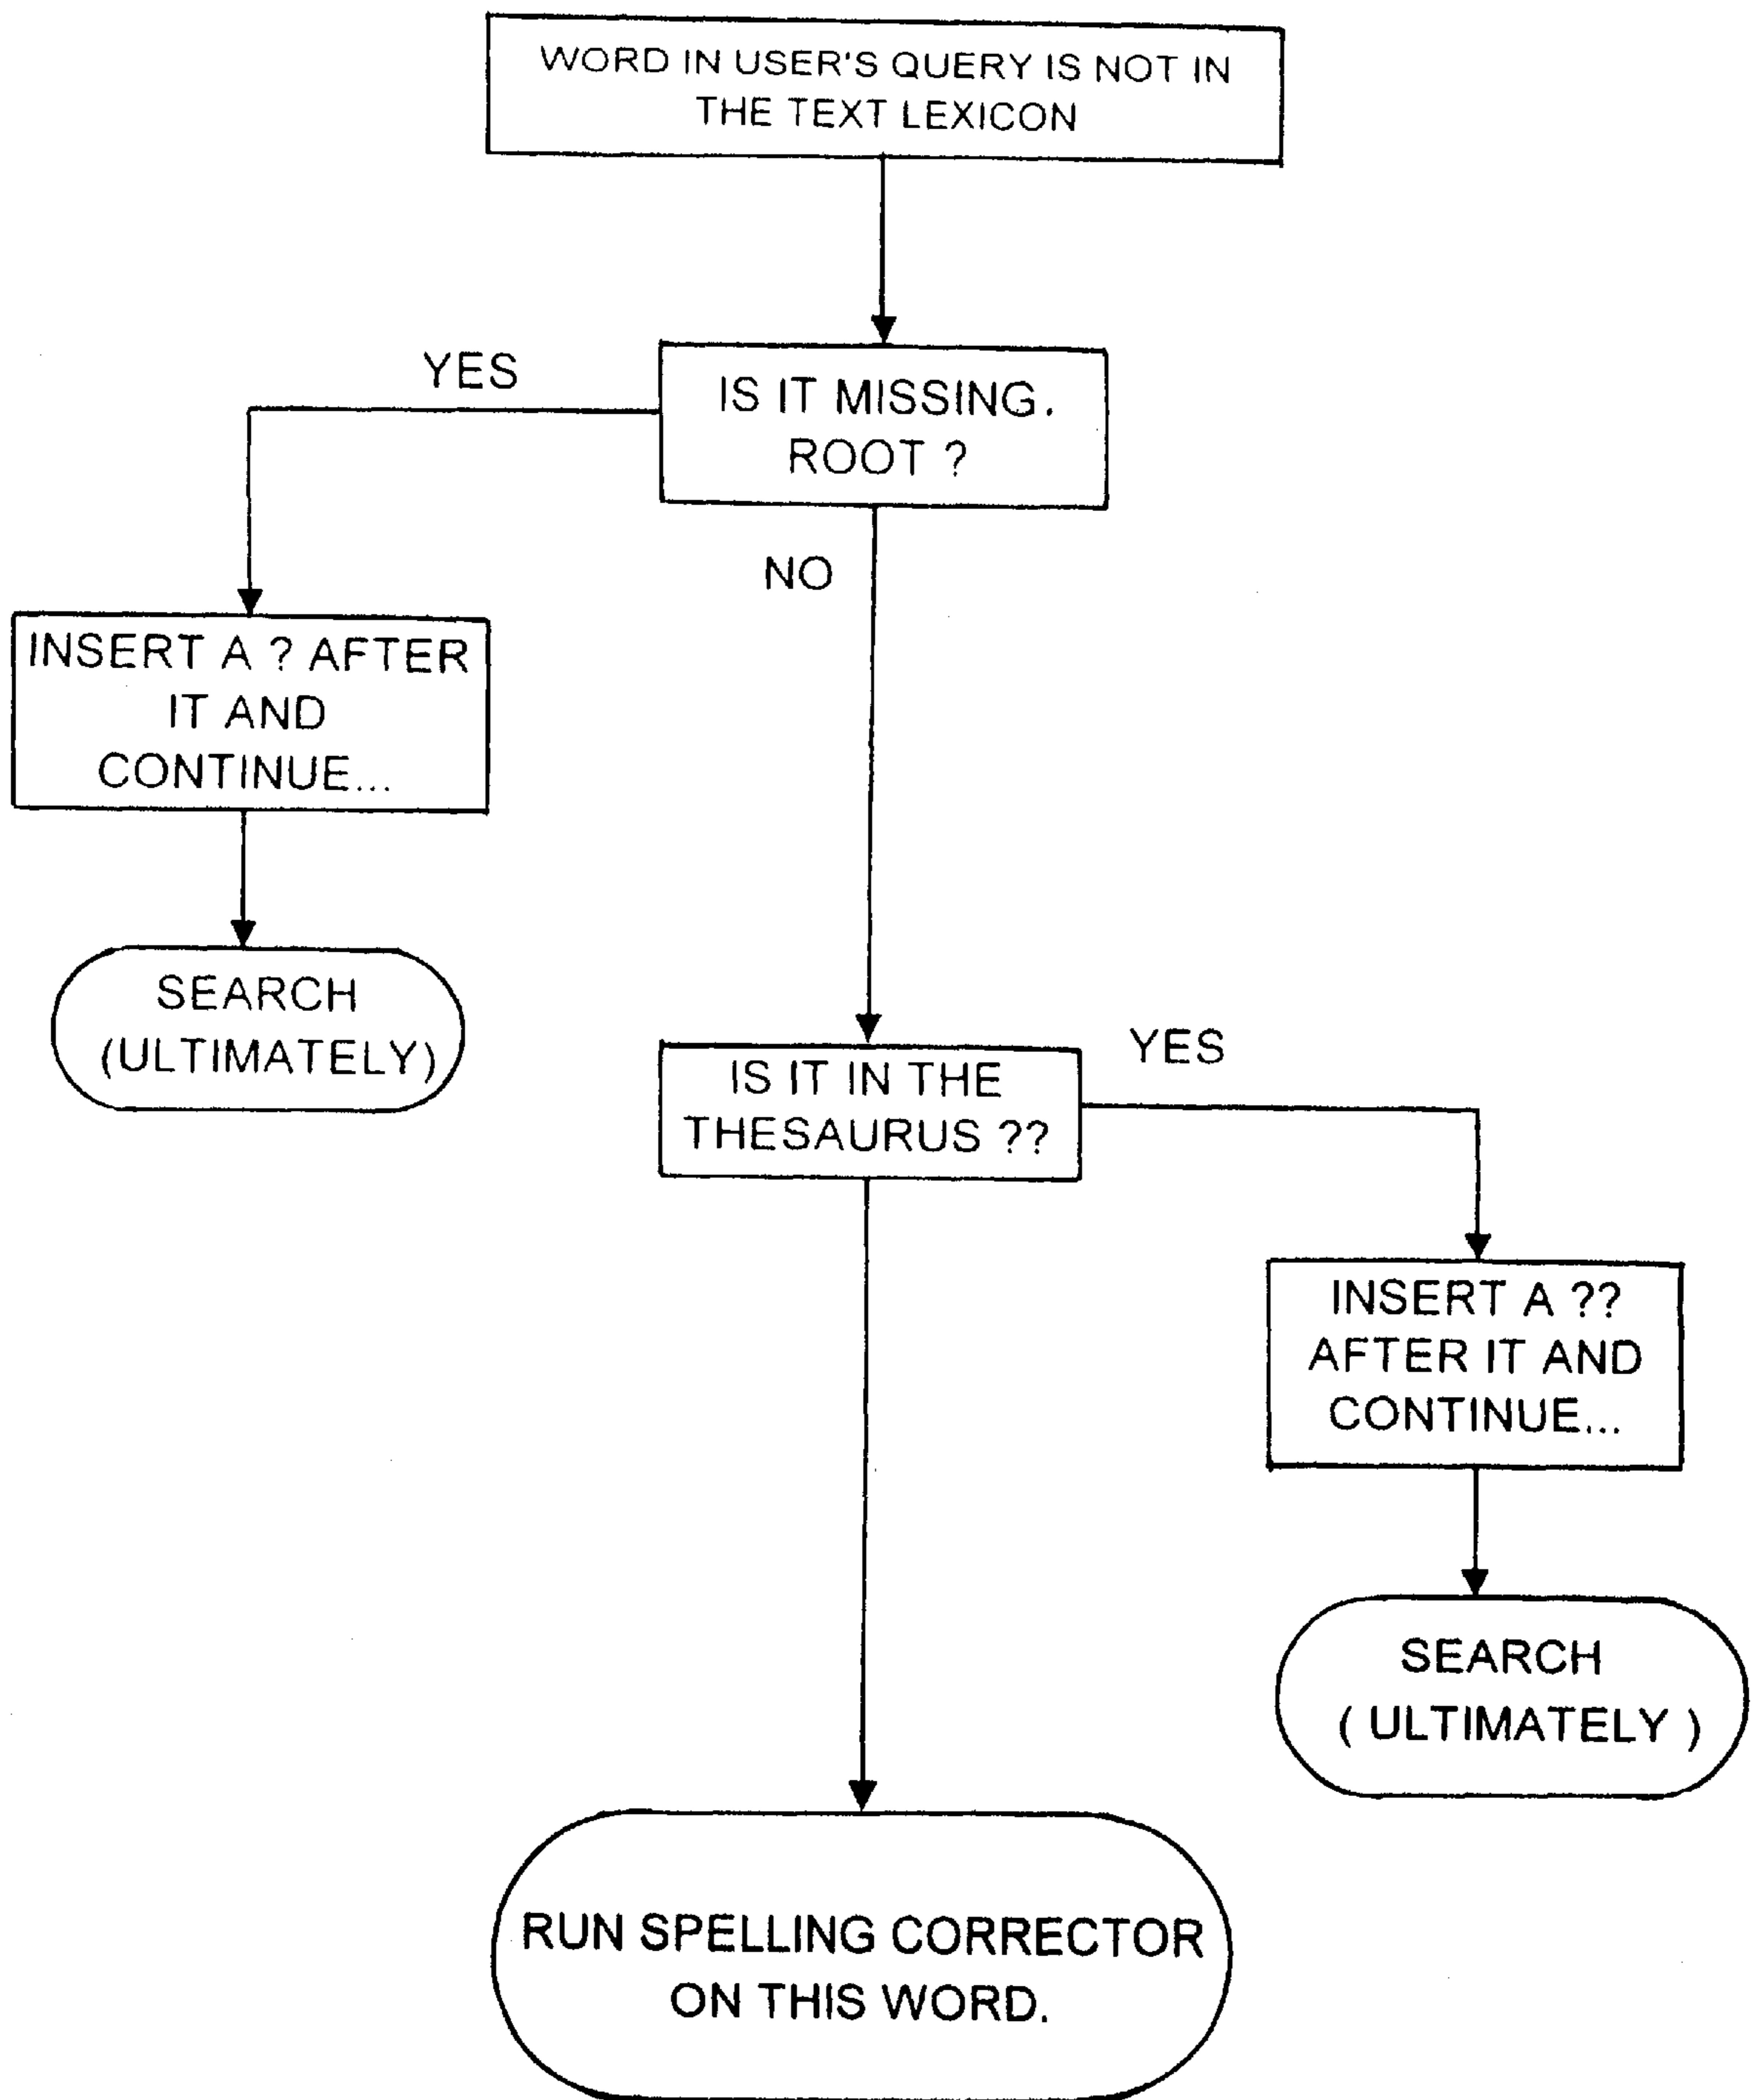 WORD IN USER'S QUERY IS NOT IN
THE TEXT LEXICON
YES
IS IT MISSING.
ROOT ?
NO
INSERT A ? AFTER
IT AND
CONTINUE...
SEARCH
(ULTIMATELY)
IS IT IN THE
THESAURUS ??
YES
INSERT A ??
AFTER IT AND
CONTINUE...
SEARCH
( ULTIMATELY )
RUN SPELLING CORRECTOR
ON THIS WORD.